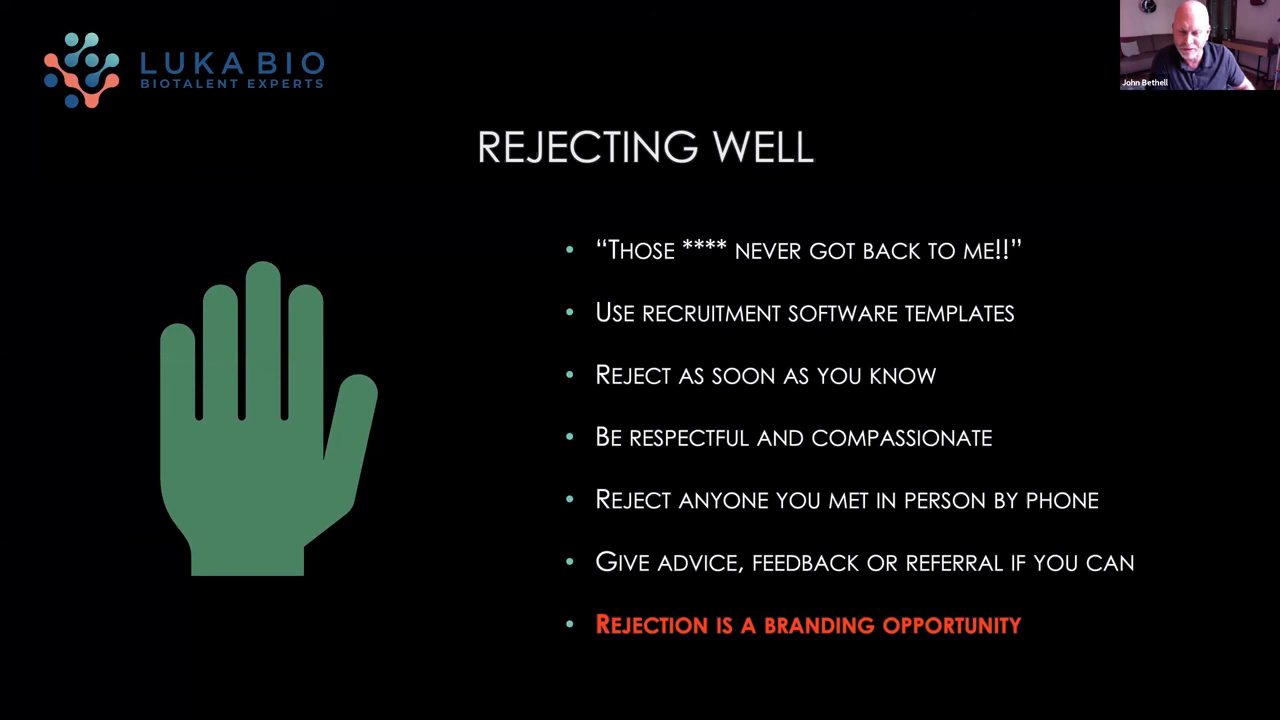 LUKA BIO
BIOTALENT EXPERTS
John Bethell
REJECTING WELL
• “THOSE **** NEVER GOT BACK TO ME!!”
• USE RECRUITMENT SOFTWARE TEMPLATES
• REJECT AS SOON AS YOU KNOW
• BE RESPECTFUL AND COMPASSIONATE
• REJECT ANYONE YOU MET IN PERSON BY PHONE
• GIVE ADVICE, FEEDBACK OR REFERRAL IF YOU CAN
• REJECTION IS A BRANDING OPPORTUNITY